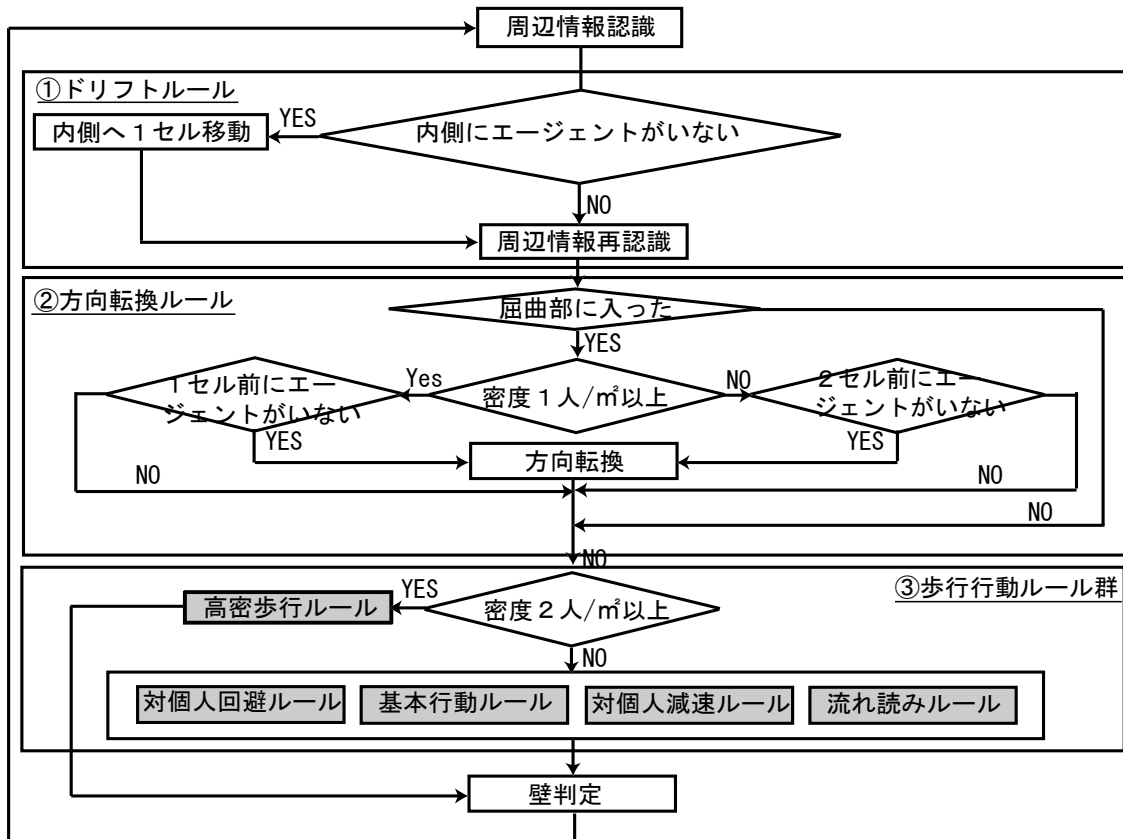 周辺情報認識
①ドリフトルール
内側へ１セル移動
YES
内側にエージェントがいない
NO
周辺情報再認識
②方向転換ルール
屈曲部に入った
YES
１セル前にエー
ジェントがいない
Yes
密度１人/㎡以上
NO
２セル前にエー
ジェントがいない
YES
方向転換
YES
NO
NO
NO
NO
③歩行行動ルール群
高密歩行ルール
YES
密度２人/㎡以上
NO
対個人回避ルール
基本行動ルール
対個人減速ルール
流れ読みルール
壁判定